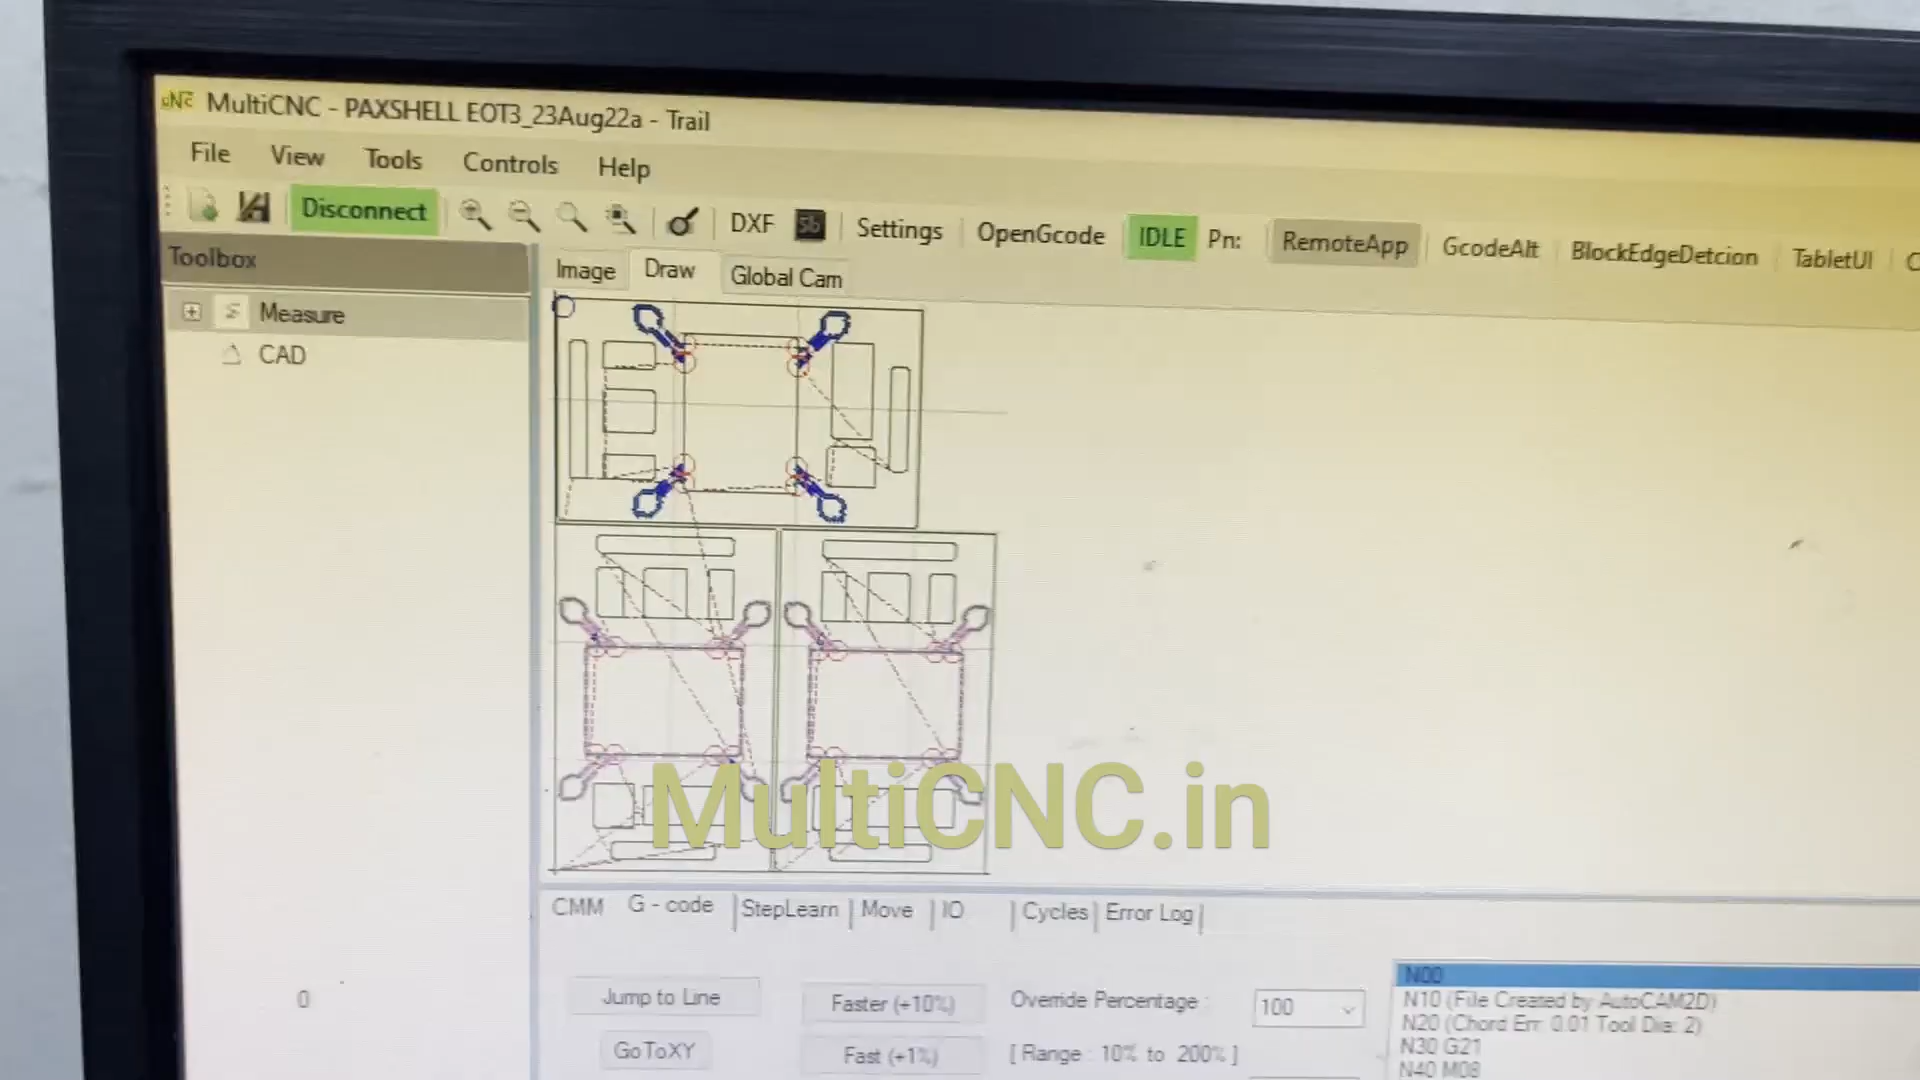 MultiCNC - PAXSHELL EOT3_23Aug22a - Trail
File View Tools Controls Help
Disconnect DXF Sb Settings OpenGcode IDLE Pn: RemoteApp GcodeAlt BlockEdgeDetcion TabletUI
Toolbox
Image Draw Global Cam
Measure
CAD
MultiCNC.in
CMM G - code StepLearn Move IO Cycles Error Log
0
Jump to Line Faster (+10%) Override Percentage : 100
GoToXY Fast (+1%) [ Range : 10% to 200% ]
N00
N10 (File Created by AutoCAM2D)
N20 (Chord Err: 0.01 Tool Dia: 2)
N30 G21
N40 M08